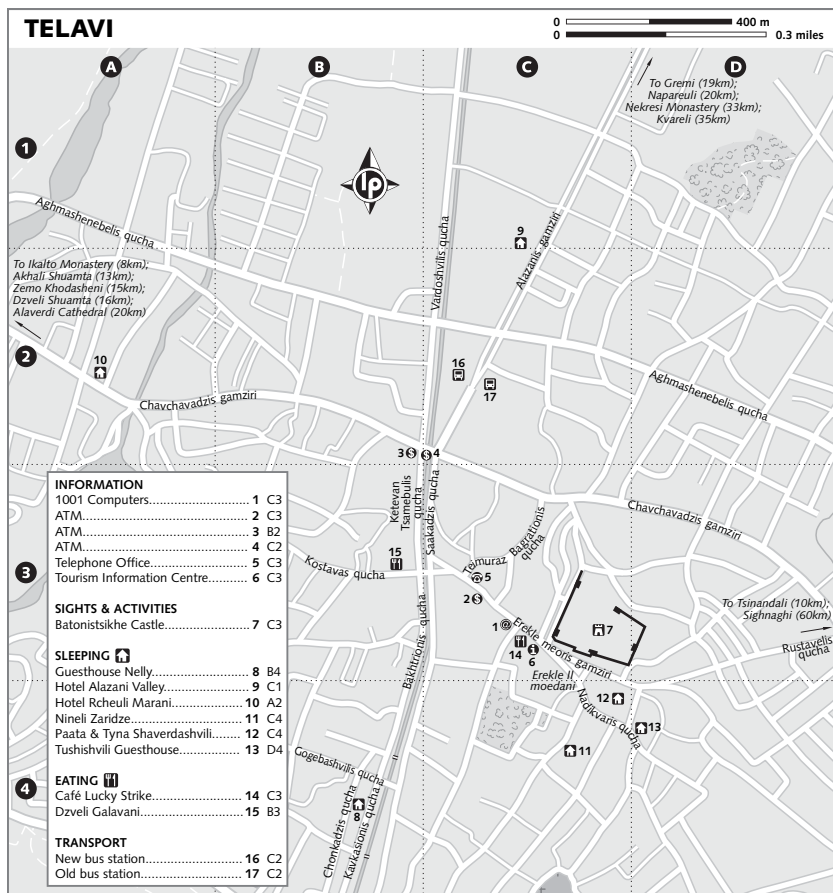 TELAVI
0 400 m
0 0.3 miles
A
B
C
D
To Gremi (19km);
Napareuli (20km);
Nekresi Monastery (33km);
Kvareli (35km)
1
lp
Aghmashenebelis qucha
Vardoshvilis qucha
9
Alazanis gamziri
To Ikalto Monastery (8km);
Akhali Shuamta (13km);
Zemo Khodasheni (15km);
Dzveli Shuamta (16km);
Alaverdi Cathedral (20km)
2
10
16
17
Aghmashenebelis qucha
Chavchavadzis gamziri
3 $
$ 4
Ketevan
Tsamebulis
qucha
Saakadzis qucha
Chavchavadzis gamziri
Teimuraz Bagrationis
qucha
3
15
Kostavas qucha
5
2 $
1 @
14
6
Erekle meoris gamziri
7
To Tsinandali (10km);
Sighnaghi (60km)
Rustavelis
qucha
Erekle II
moedani
Bakhtrionis qucha
12
Nadikvaris qucha
13
11
4
Gogebashvilis qucha
8
Chonkadzis qucha
Kavkasionis qucha
INFORMATION
1001 Computers.......................... 1 C3
ATM.......................................... 2 C3
ATM.......................................... 3 B2
ATM.......................................... 4 C2
Telephone Office........................ 5 C3
Tourism Information Centre........ 6 C3
SIGHTS & ACTIVITIES
Batonistsikhe Castle.................... 7 C3
SLEEPING
Guesthouse Nelly........................ 8 B4
Hotel Alazani Valley.................... 9 C1
Hotel Rcheuli Marani................. 10 A2
Nineli Zaridze............................ 11 C4
Paata & Tyna Shaverdashvili...... 12 C4
Tushishvili Guesthouse.............. 13 D4
EATING
Café Lucky Strike...................... 14 C3
Dzveli Galavani......................... 15 B3
TRANSPORT
New bus station........................ 16 C2
Old bus station......................... 17 C2